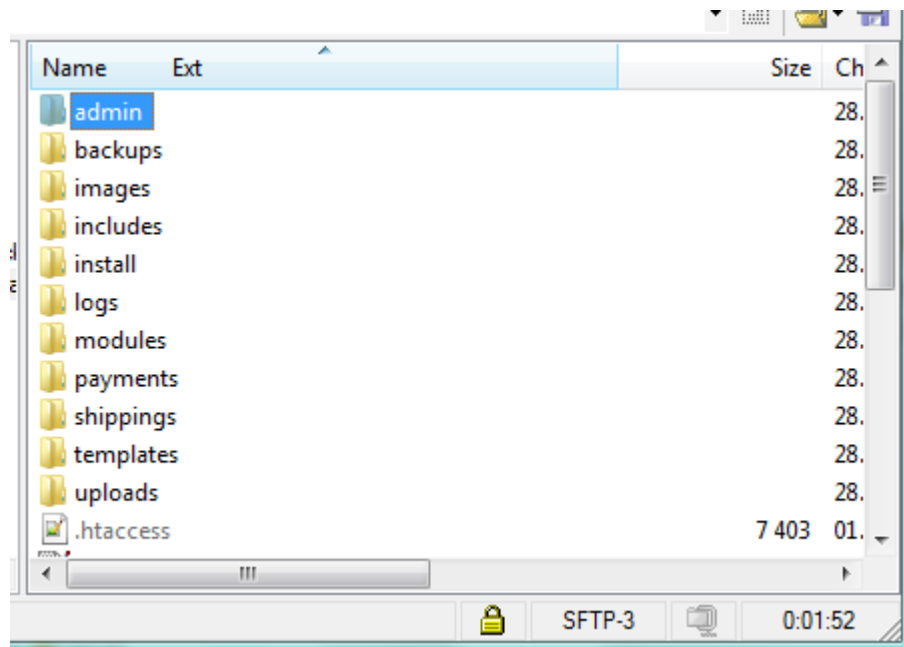 Name Ext Size Ch
admin 28.
backups 28.
images 28.
includes 28.
install 28.
logs 28.
modules 28.
payments 28.
shippings 28.
templates 28.
uploads 28.
.htaccess 7 403 01.
SFTP-3 0:01:52